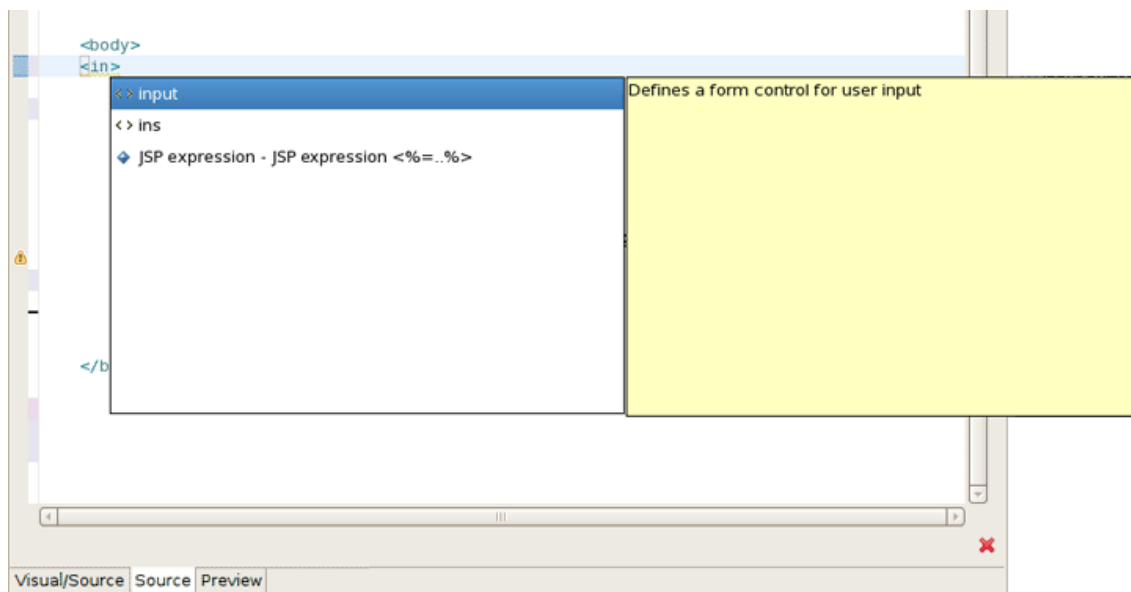 <body>
<in>
<> input
Defines a form control for user input
<> ins
JSP expression - JSP expression <%=..%>
</b
Visual/Source Source Preview